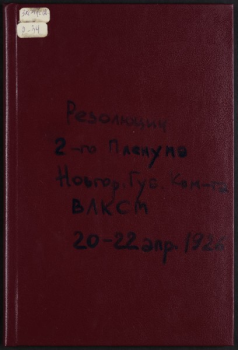 Резолюции
2-го Пленума
Новгор. Губ. Ком-та
ВЛКСМ
20-22 апр.